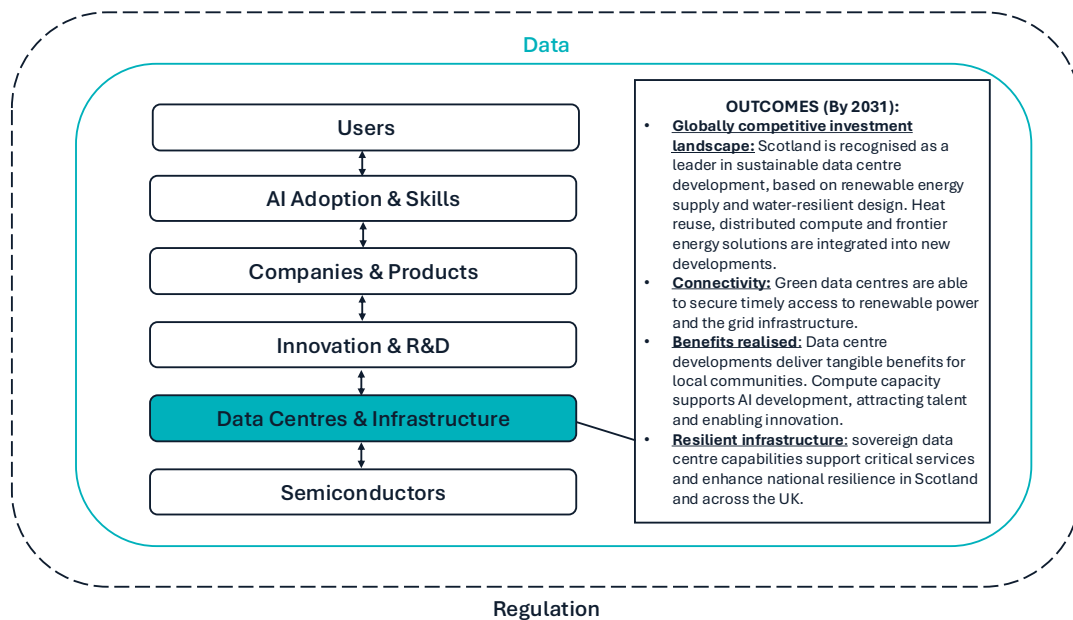 Data
Users
AI Adoption & Skills
Companies & Products
Innovation & R&D
Data Centres & Infrastructure
Semiconductors
OUTCOMES (By 2031):
• Globally competitive investment
landscape: Scotland is recognised as a
leader in sustainable data centre
development, based on renewable energy
supply and water-resilient design. Heat
reuse, distributed compute and frontier
energy solutions are integrated into new
developments.
• Connectivity: Green data centres are able
to secure timely access to renewable power
and the grid infrastructure.
• Benefits realised: Data centre
developments deliver tangible benefits for
local communities. Compute capacity
supports AI development, attracting talent
and enabling innovation.
• Resilient infrastructure: sovereign data
centre capabilities support critical services
and enhance national resilience in Scotland
and across the UK.
Regulation